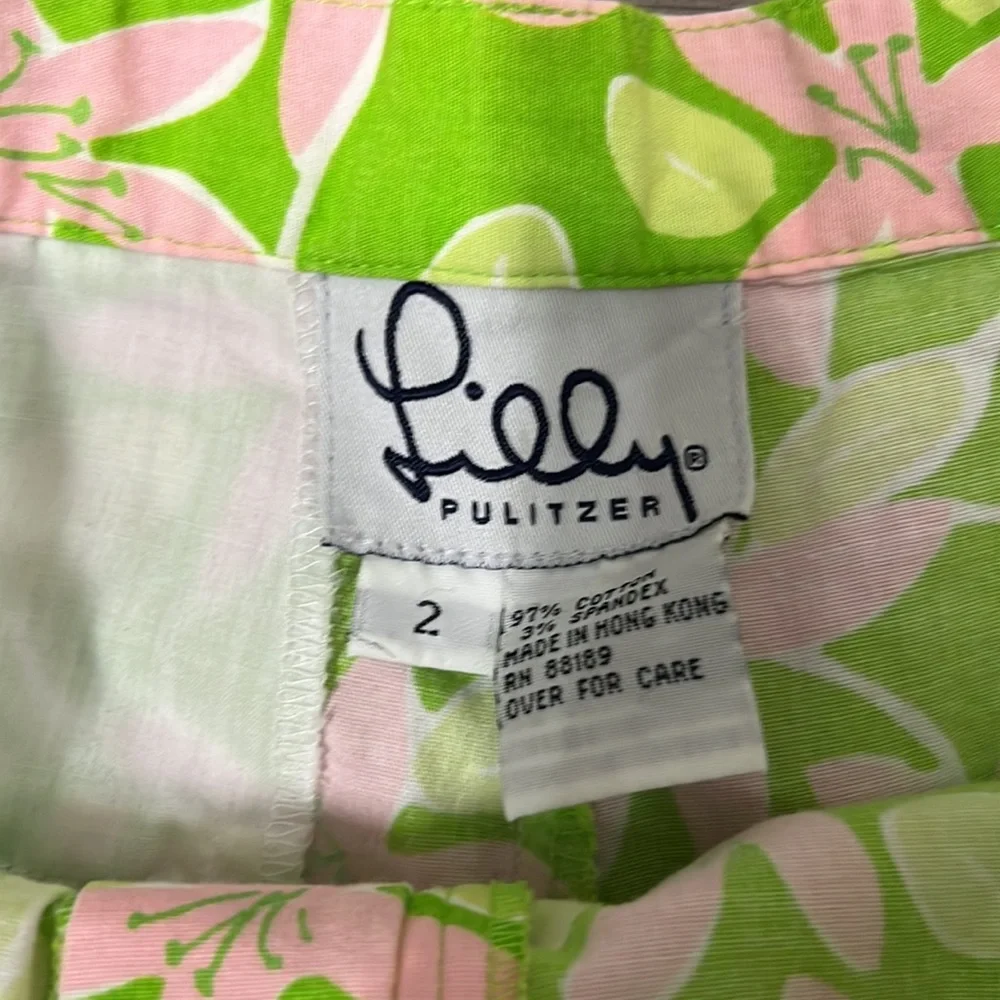 Lilly®
PULITZER
2
97% COTTON
3% SPANDEX
MADE IN HONG KONG
RN 88189
OVER FOR CARE